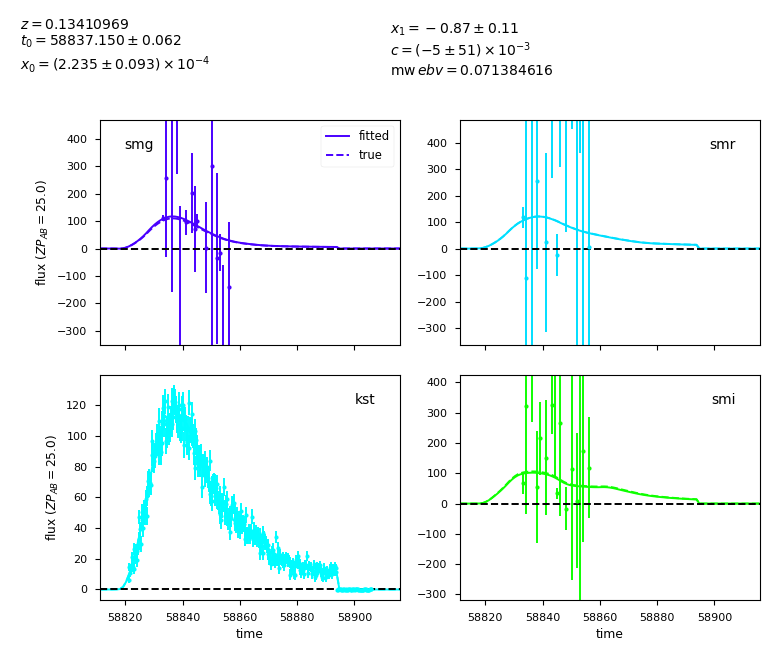 z = 0.13410969
t₀ = 58837.150 ± 0.062
x₀ = (2.235 ± 0.093) × 10⁻⁴
x₁ = −0.87 ± 0.11
c = (−5 ± 51) × 10⁻³
mw ebv = 0.071384616
smg
fitted
true
400
300
200
100
0
−100
−200
−300
flux (ZP_AB = 25.0)
smr
400
300
200
100
0
−100
−200
−300
kst
120
100
80
60
40
20
0
flux (ZP_AB = 25.0)
58820 58840 58860 58880 58900
time
smi
400
300
200
100
0
−100
−200
−300
58820 58840 58860 58880 58900
time